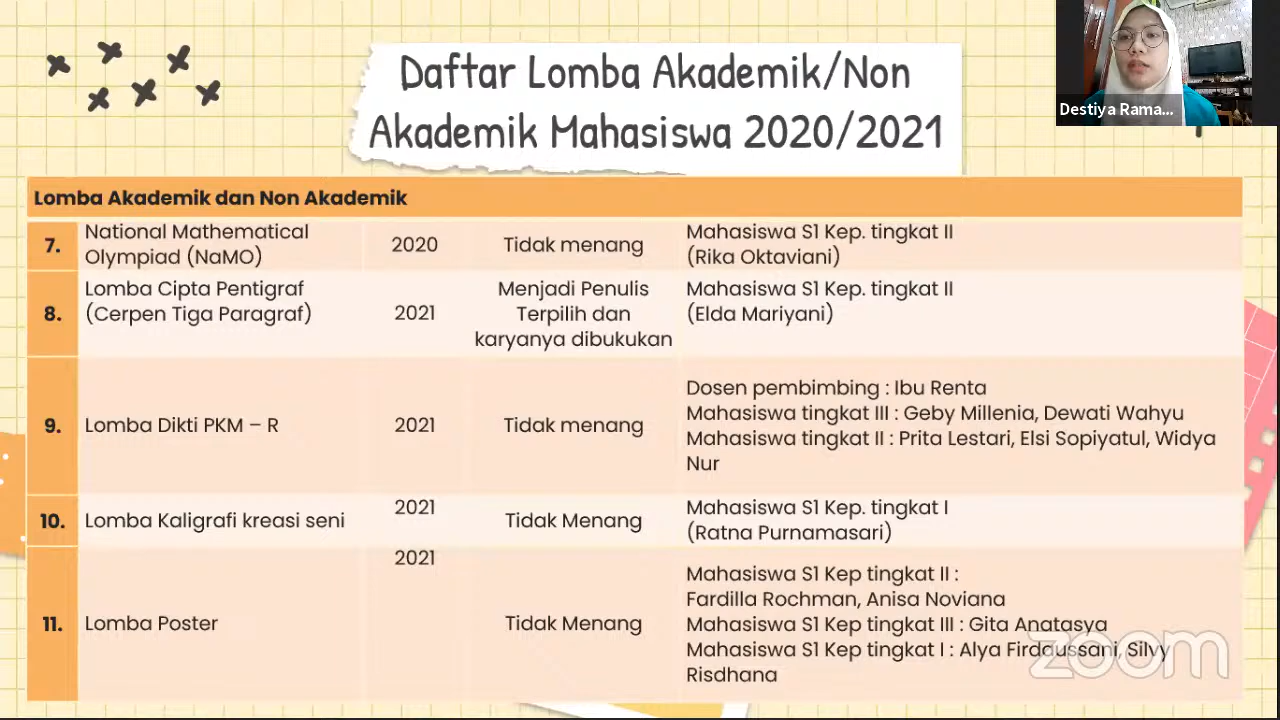 Daftar Lomba Akademik/Non
Akademik Mahasiswa 2020/2021
Destiya Rama...
Lomba Akademik dan Non Akademik
7.
National Mathematical
Olympiad (NaMO)
2020
Tidak menang
Mahasiswa S1 Kep. tingkat II
(Rika Oktaviani)
8.
Lomba Cipta Pentigraf
(Cerpen Tiga Paragraf)
2021
Menjadi Penulis
Terpilih dan
karyanya dibukukan
Mahasiswa S1 Kep. tingkat II
(Elda Mariyani)
9.
Lomba Dikti PKM – R
2021
Tidak menang
Dosen pembimbing : Ibu Renta
Mahasiswa tingkat III : Geby Millenia, Dewati Wahyu
Mahasiswa tingkat II : Prita Lestari, Elsi Sopiyatul, Widya
Nur
10.
Lomba Kaligrafi kreasi seni
2021
Tidak Menang
Mahasiswa S1 Kep. tingkat I
(Ratna Purnamasari)
11.
Lomba Poster
2021
Tidak Menang
Mahasiswa S1 Kep tingkat II :
Fardilla Rochman, Anisa Noviana
Mahasiswa S1 Kep tingkat III : Gita Anatasya
Mahasiswa S1 Kep tingkat I : Alya Firdaussani, Silvy
Risdhana
zoom